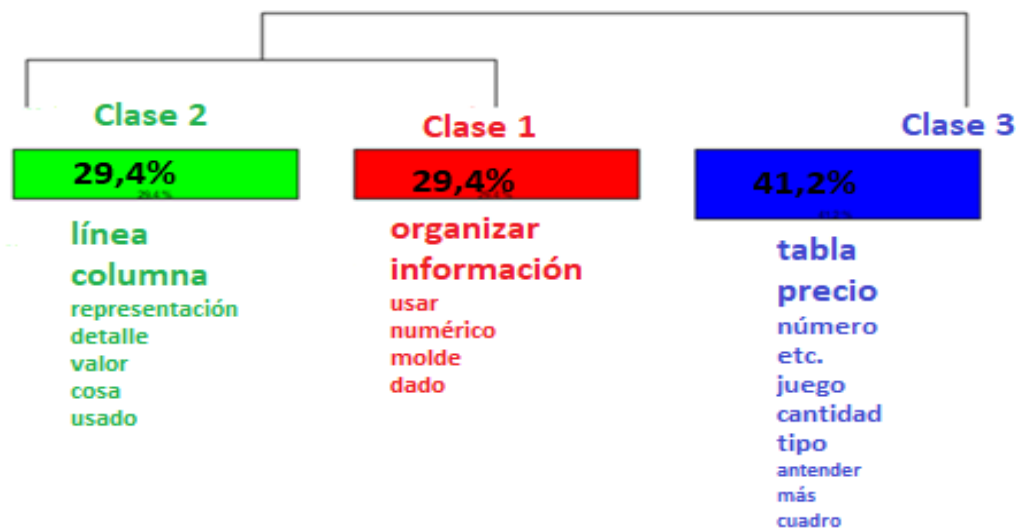 Clase 2
29,4%
línea
columna
representación
detalle
valor
cosa
usado
Clase 1
29,4%
organizar
información
usar
numérico
molde
dado
Clase 3
41,2%
tabla
precio
número
etc.
juego
cantidad
tipo
antender
más
cuadro